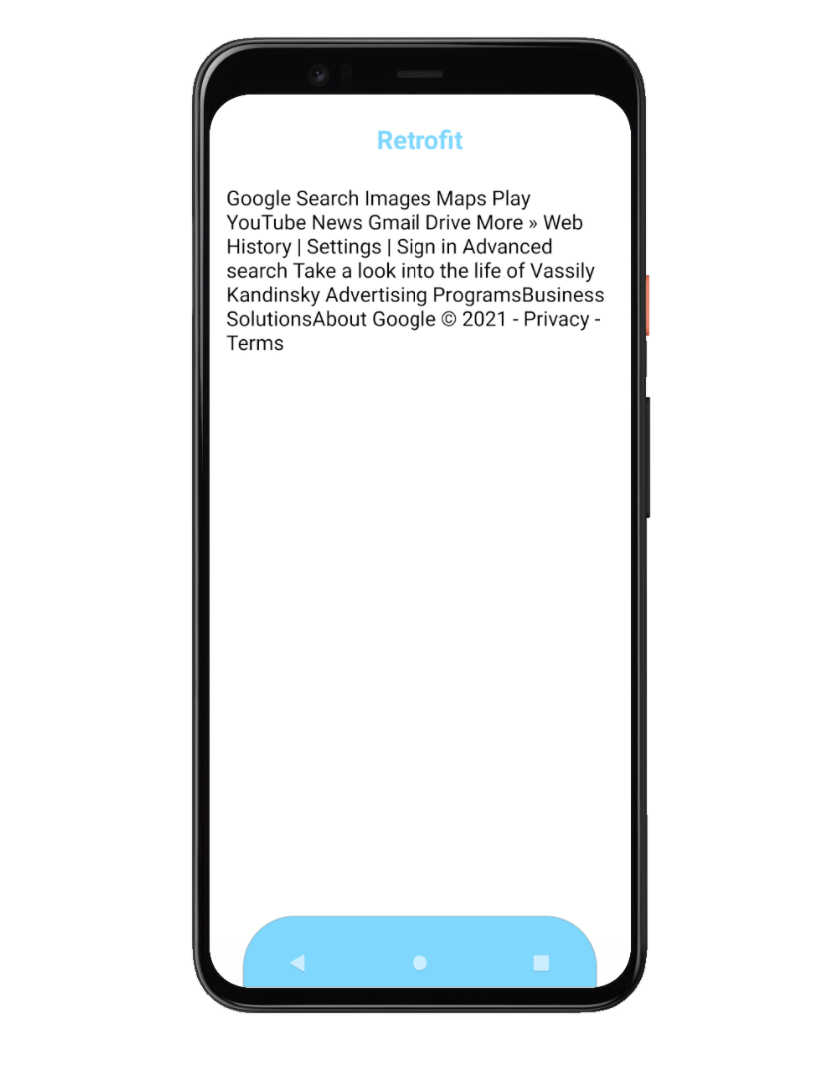 Retrofit
Google Search Images Maps Play
YouTube News Gmail Drive More » Web
History | Settings | Sign in Advanced
search Take a look into the life of Vassily
Kandinsky Advertising ProgramsBusiness
SolutionsAbout Google © 2021 - Privacy -
Terms